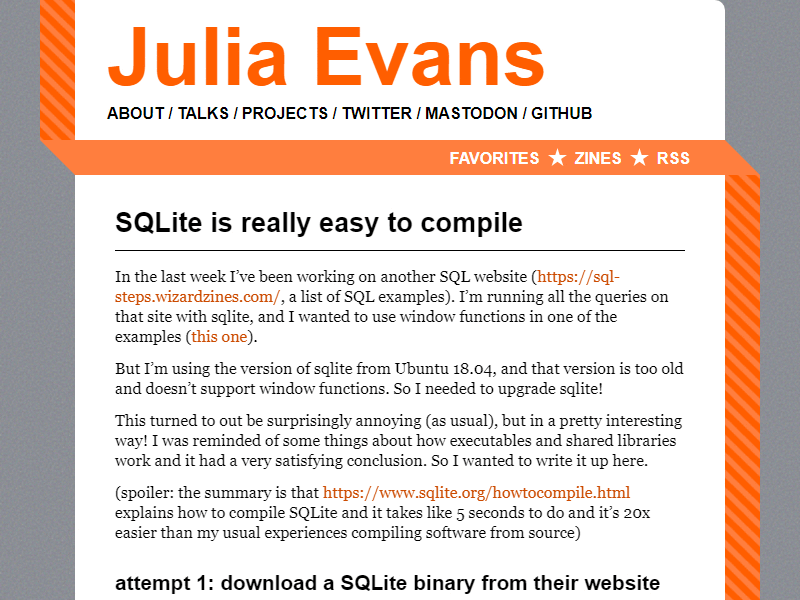 Julia Evans
ABOUT / TALKS / PROJECTS / TWITTER / MASTODON / GITHUB
FAVORITES ★ ZINES ★ RSS
SQLite is really easy to compile
In the last week I’ve been working on another SQL website (https://sql-
steps.wizardzines.com/, a list of SQL examples). I’m running all the queries on
that site with sqlite, and I wanted to use window functions in one of the
examples (this one).
But I’m using the version of sqlite from Ubuntu 18.04, and that version is too old
and doesn’t support window functions. So I needed to upgrade sqlite!
This turned to out be surprisingly annoying (as usual), but in a pretty interesting
way! I was reminded of some things about how executables and shared libraries
work and it had a very satisfying conclusion. So I wanted to write it up here.
(spoiler: the summary is that https://www.sqlite.org/howtocompile.html
explains how to compile SQLite and it takes like 5 seconds to do and it’s 20x
easier than my usual experiences compiling software from source)
attempt 1: download a SQLite binary from their website